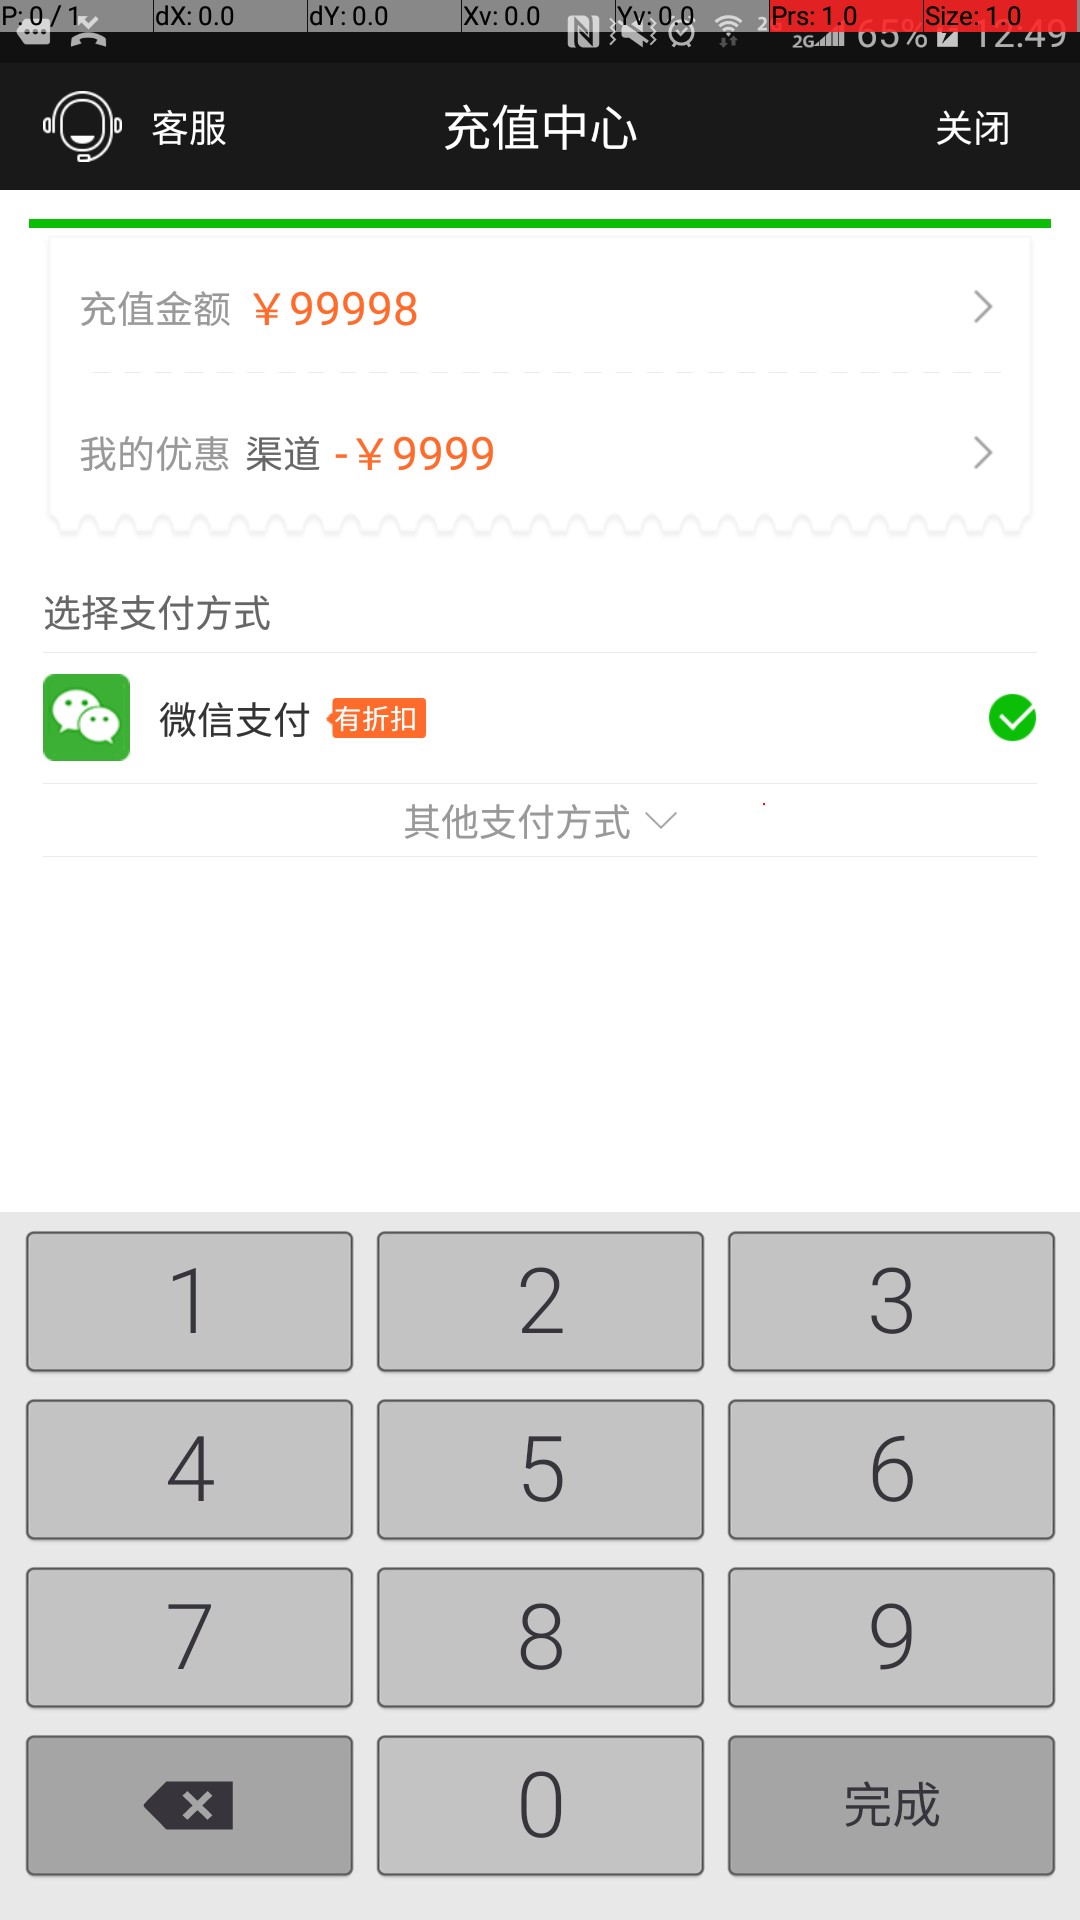 P: 0 / 1 dX: 0.0 dY: 0.0 Xv: 0.0 Yv: 0.0 Prs: 1.0 Size: 1.0
2G 65% 12:49
客服 充值中心 关闭
充值金额 ￥99998
我的优惠 渠道 -￥9999
选择支付方式
微信支付 有折扣
其他支付方式
1 2 3
4 5 6
7 8 9
0 完成